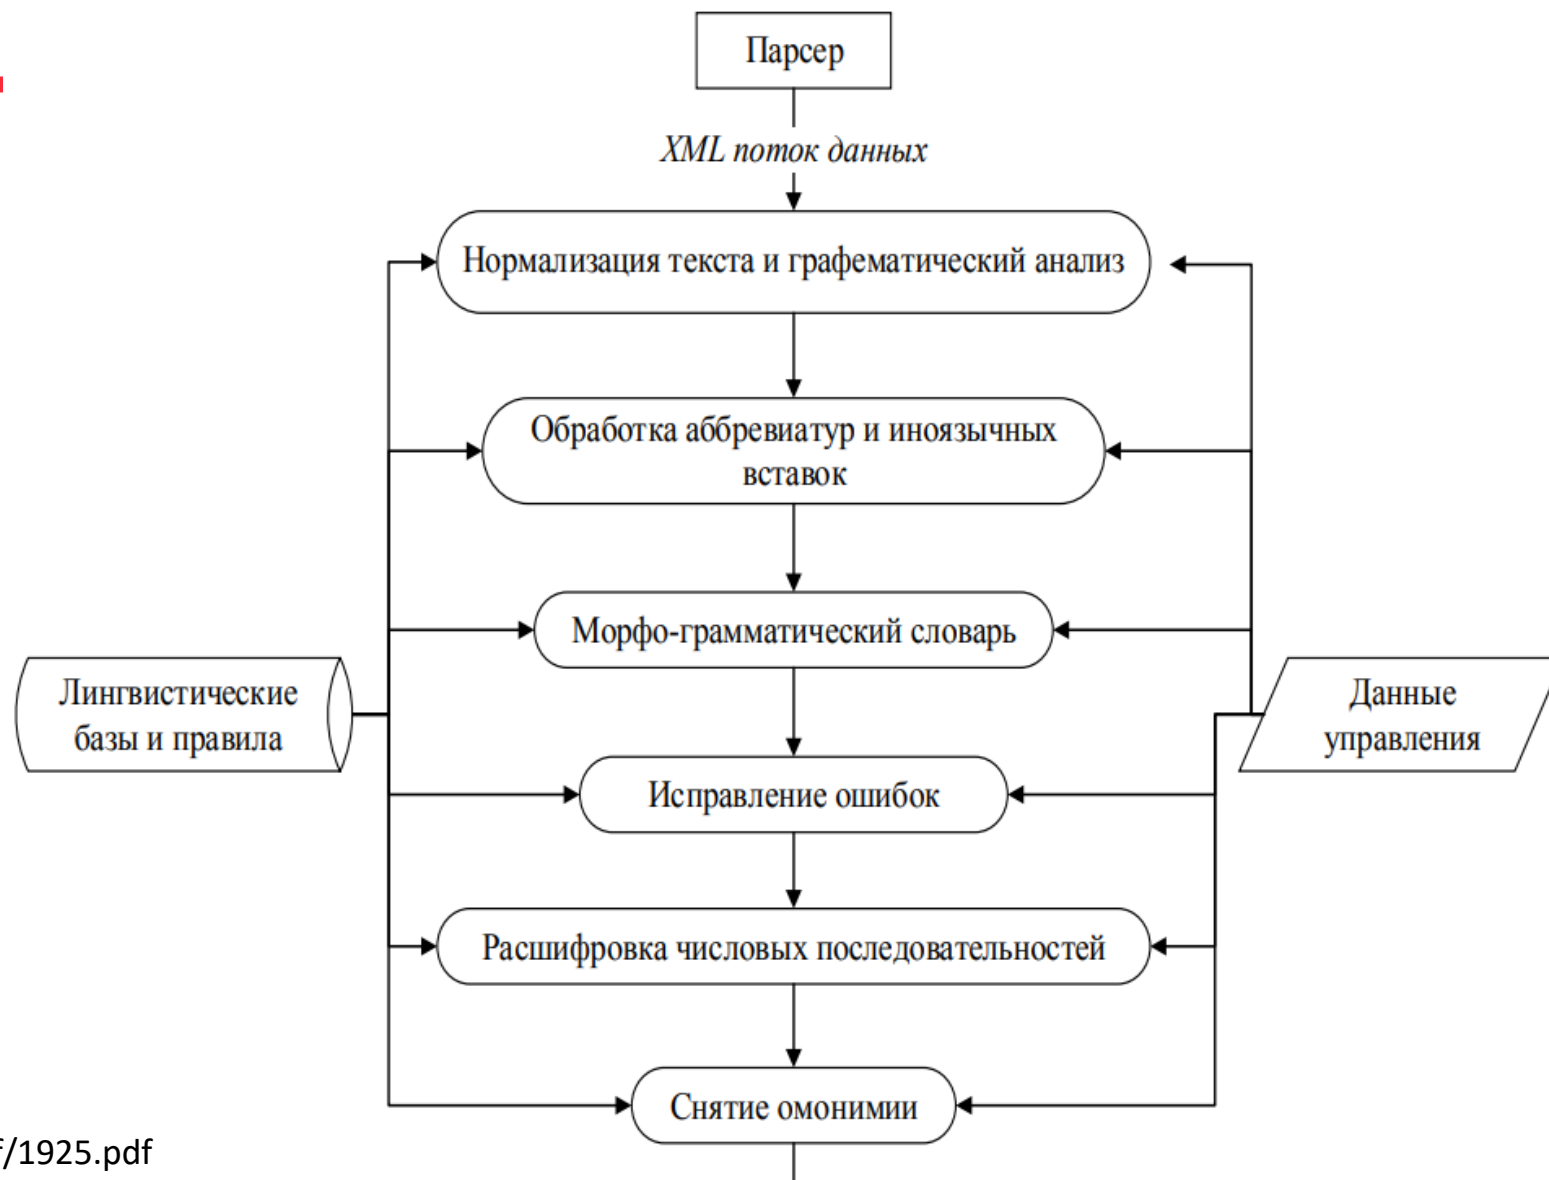 Парсер
XML поток данных
Нормализация текста и графематический анализ
Обработка аббревиатур и иноязычных
вставок
Морфо-грамматический словарь
Лингвистические
базы и правила
Данные
управления
Исправление ошибок
Расшифровка числовых последовательностей
Снятие омонимии
/1925.pdf